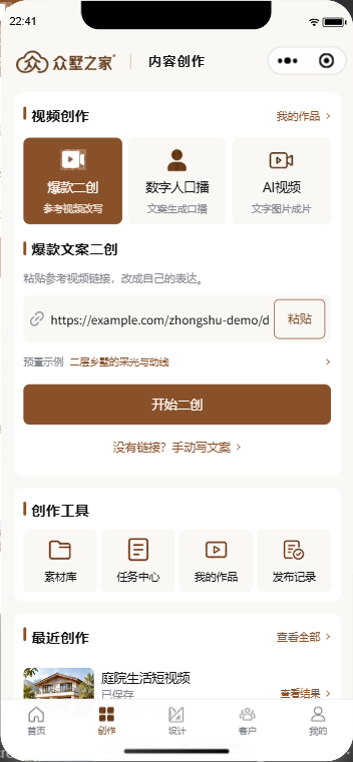 22:41
众墅之家
内容创作
视频创作
我的作品
爆款二创
参考视频改写
数字人口播
文案生成口播
AI视频
文字图片成片
爆款文案二创
粘贴参考视频链接，改成自己的表达。
https://example.com/zhongshu-demo/d
粘贴
预置示例 二层乡墅的采光与动线
开始二创
没有链接？手动写文案
创作工具
素材库
任务中心
我的作品
发布记录
最近创作
查看全部
庭院生活短视频
已保存
查看结果
首页
创作
设计
客户
我的